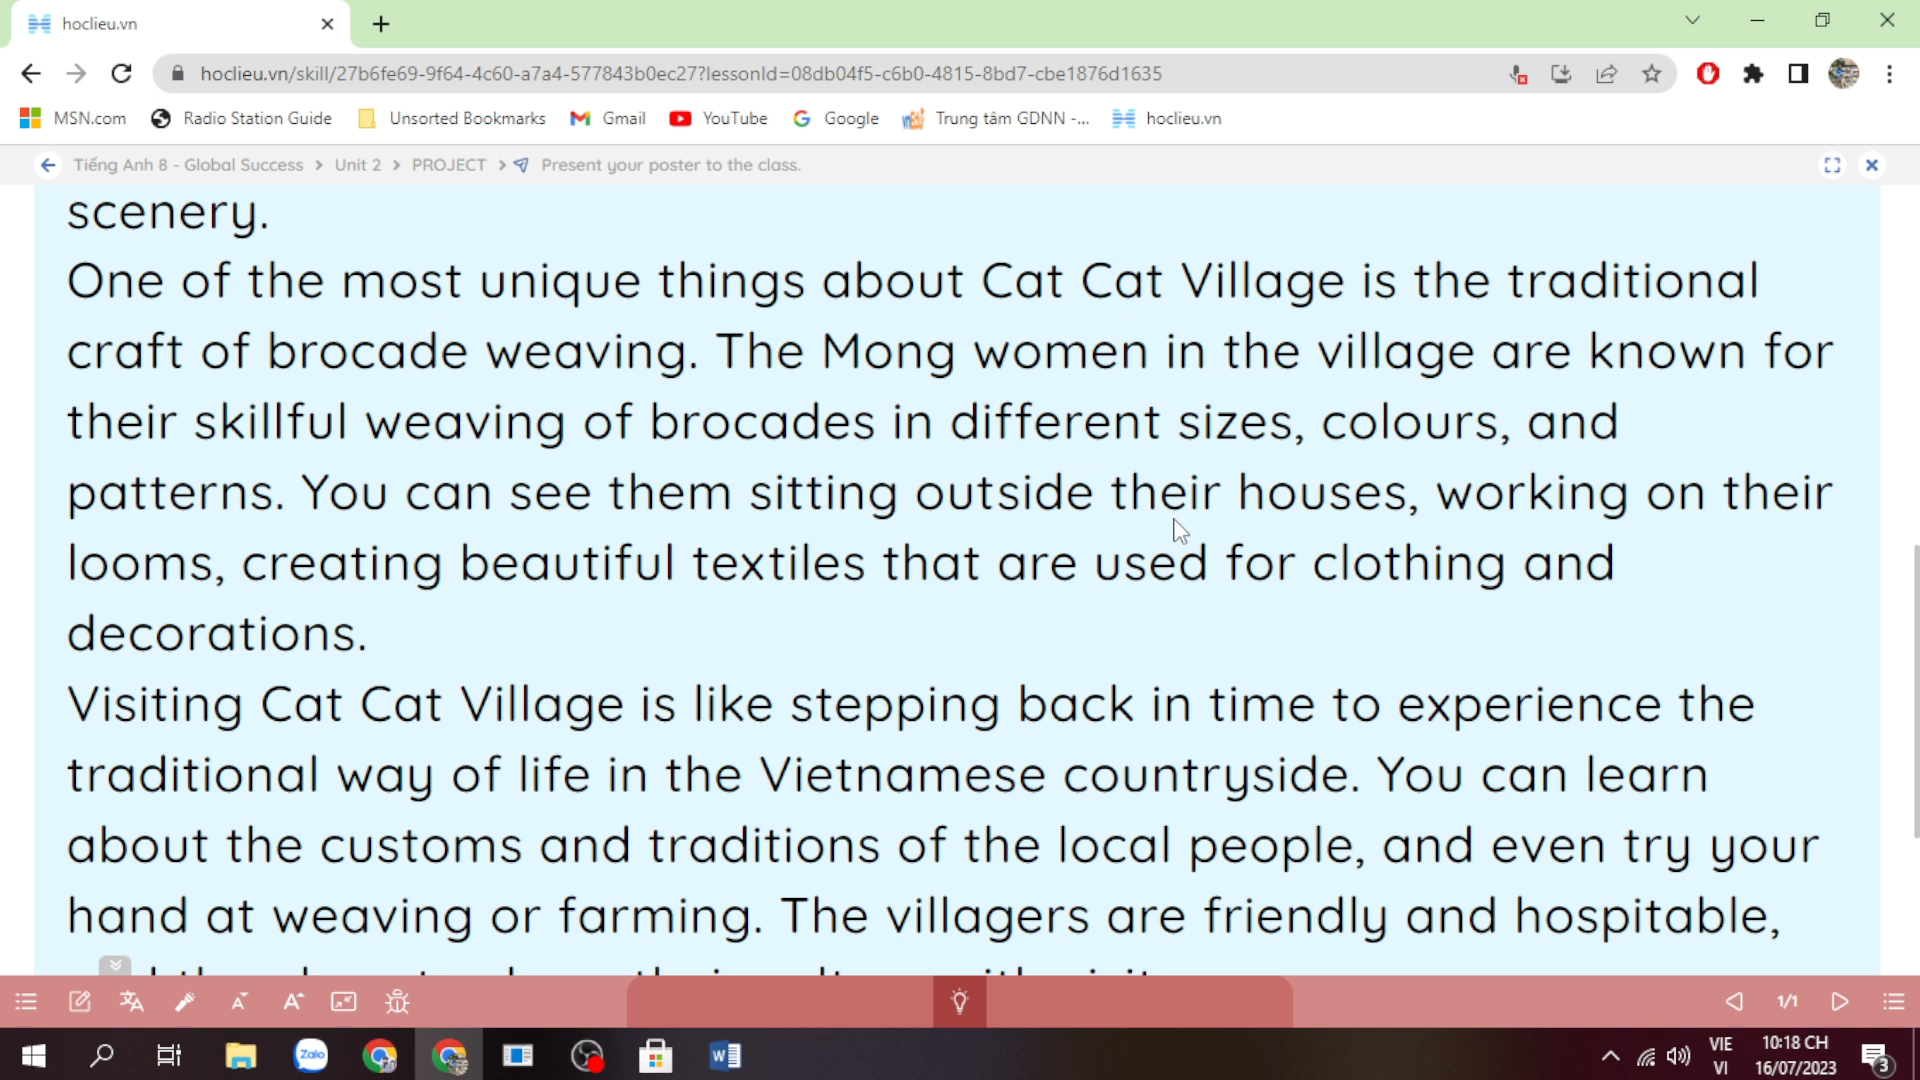 hoclieu.vn
hoclieu.vn/skill/27b6fe69-9f64-4c60-a7a4-577843b0ec27?lessonId=08db04f5-c6b0-4815-8bd7-cbe1876d1635
MSN.com Radio Station Guide Unsorted Bookmarks Gmail YouTube Google Trung tâm GDNN -... hoclieu.vn
Tiếng Anh 8 - Global Success > Unit 2 > PROJECT > Present your poster to the class.
scenery.
One of the most unique things about Cat Cat Village is the traditional
craft of brocade weaving. The Mong women in the village are known for
their skillful weaving of brocades in different sizes, colours, and
patterns. You can see them sitting outside their houses, working on their
looms, creating beautiful textiles that are used for clothing and
decorations.
Visiting Cat Cat Village is like stepping back in time to experience the
traditional way of life in the Vietnamese countryside. You can learn
about the customs and traditions of the local people, and even try your
hand at weaving or farming. The villagers are friendly and hospitable,
1/1
Zalo
VIE
VI
10:18 CH
16/07/2023
3